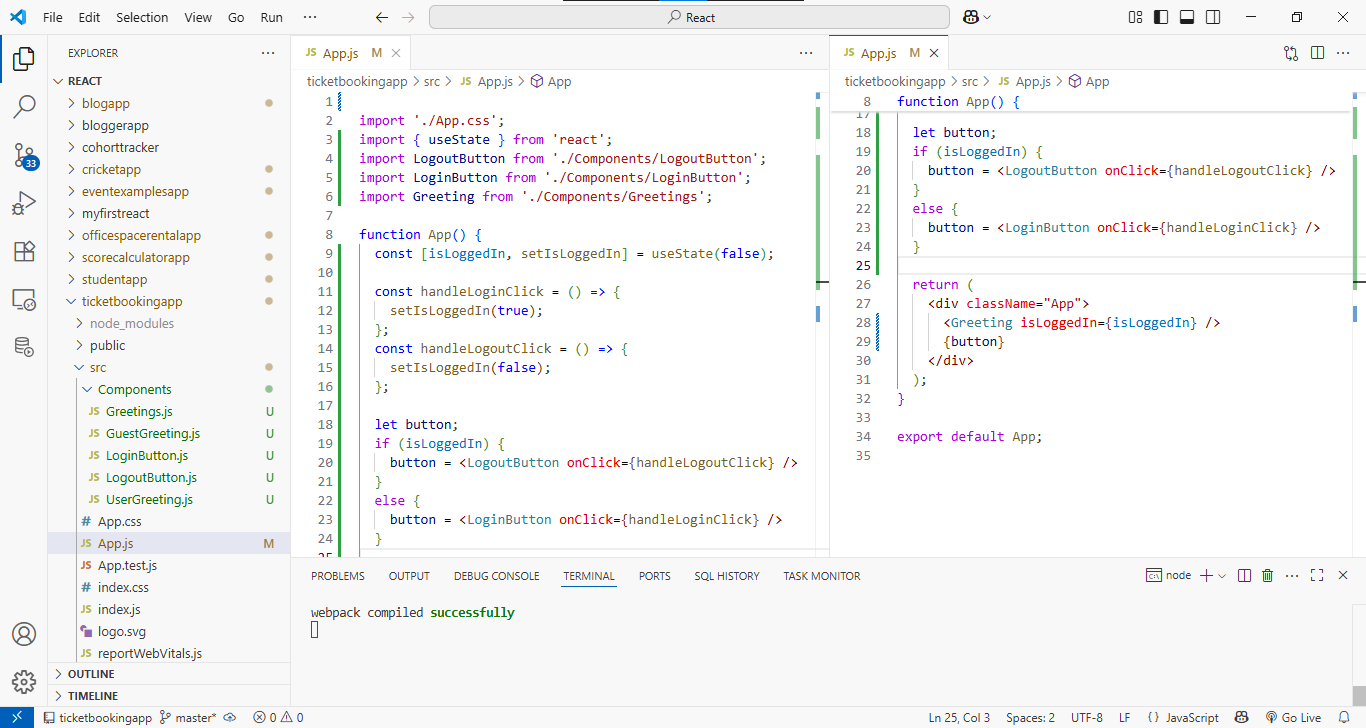 File Edit Selection View Go Run ··· React
EXPLORER ···
REACT
blogapp
bloggerapp
cohorttracker
cricketapp
eventexamplesapp
myfirstreact
officespacerentalapp
scorecalculatorapp
studentapp
ticketbookingapp
node_modules
public
src
Components
JS Greetings.js U
JS GuestGreeting.js U
JS LoginButton.js U
JS LogoutButton.js U
JS UserGreeting.js U
# App.css
JS App.js M
JS App.test.js
# index.css
JS index.js
logo.svg
JS reportWebVitals.js
OUTLINE
TIMELINE
33
JS App.js M
ticketbookingapp > src > JS App.js > App
1
2 import './App.css';
3 import { useState } from 'react';
4 import LogoutButton from './Components/LogoutButton';
5 import LoginButton from './Components/LoginButton';
6 import Greeting from './Components/Greetings';
7
8 function App() {
9 const [isLoggedIn, setIsLoggedIn] = useState(false);
10
11 const handleLoginClick = () => {
12 setIsLoggedIn(true);
13 };
14 const handleLogoutClick = () => {
15 setIsLoggedIn(false);
16 };
17
18 let button;
19 if (isLoggedIn) {
20 button = <LogoutButton onClick={handleLogoutClick} />
21 }
22 else {
23 button = <LoginButton onClick={handleLoginClick} />
24 }
25
JS App.js M
ticketbookingapp > src > JS App.js > App
8 function App() {
17
18 let button;
19 if (isLoggedIn) {
20 button = <LogoutButton onClick={handleLogoutClick} />
21 }
22 else {
23 button = <LoginButton onClick={handleLoginClick} />
24 }
25
26 return (
27 <div className="App">
28 <Greeting isLoggedIn={isLoggedIn} />
29 {button}
30 </div>
31 );
32 }
33
34 export default App;
35
PROBLEMS OUTPUT DEBUG CONSOLE TERMINAL PORTS SQL HISTORY TASK MONITOR node
webpack compiled successfully
ticketbookingapp master* 0 0 Ln 25, Col 3 Spaces: 2 UTF-8 LF {} JavaScript Go Live